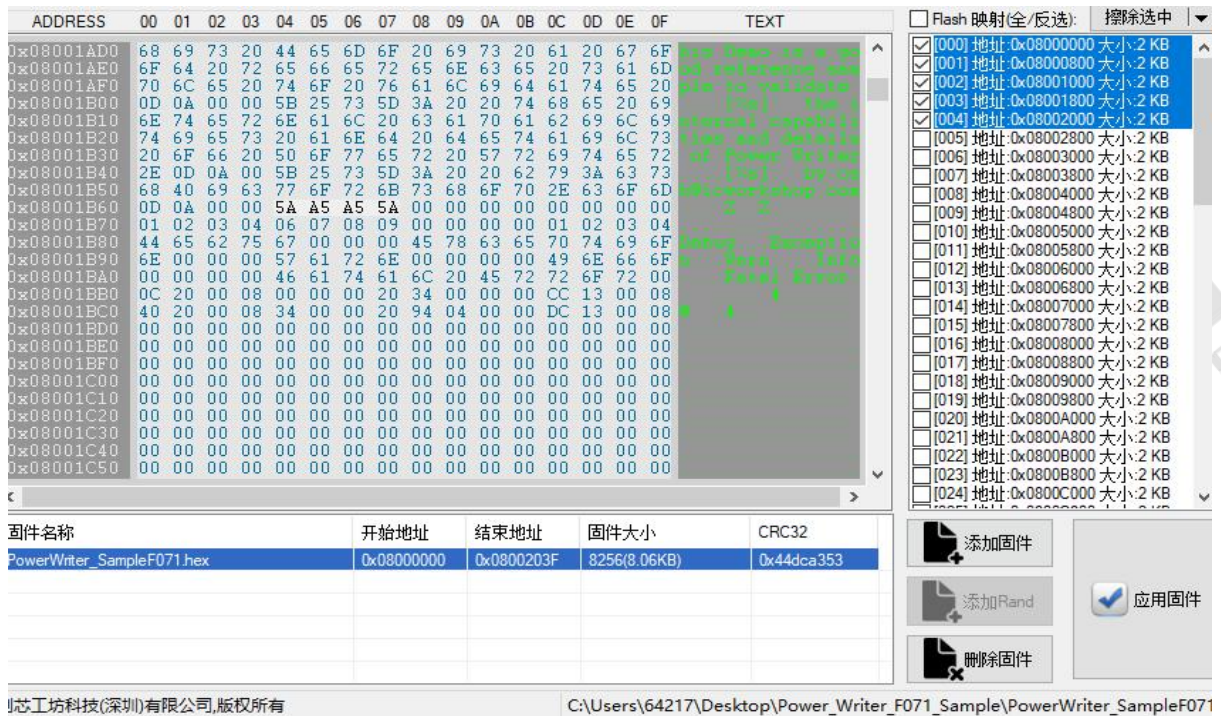 ADDRESS 00 01 02 03 04 05 06 07 08 09 0A 0B 0C 0D 0E 0F TEXT
0x08001AD0 68 69 73 20 44 65 6D 6F 20 69 73 20 61 20 67 6F his Demo is a go
0x08001AE0 6F 64 20 72 65 66 65 72 65 6E 63 65 20 73 61 6D od reference sam
0x08001AF0 70 6C 65 20 74 6F 20 76 61 6C 69 64 61 74 65 20 ple to validate
0x08001B00 0D 0A 00 00 5B 25 73 5D 3A 20 20 74 68 65 20 69 [%s] the i
0x08001B10 6E 74 65 72 6E 61 6C 20 63 61 70 61 62 69 6C 69 nternal capabili
0x08001B20 74 69 65 73 20 61 6E 64 20 64 65 74 61 69 6C 73 ties and details
0x08001B30 20 6F 66 20 50 6F 77 65 72 20 57 72 69 74 65 72 of Power Writer
0x08001B40 2E 0D 0A 00 5B 25 73 5D 3A 20 20 62 79 3A 63 73 [%s] by cs
0x08001B50 68 40 69 63 77 6F 72 6B 73 68 6F 70 2E 63 6F 6D h@icworkshop com
0x08001B60 0D 0A 00 00 5A A5 A5 5A 00 00 00 00 00 00 00 00 Z Z
0x08001B70 01 02 03 04 06 07 08 09 00 00 00 00 01 02 03 04
0x08001B80 44 65 62 75 67 00 00 00 45 78 63 65 70 74 69 6F Debug Exceptio
0x08001B90 6E 00 00 00 57 61 72 6E 00 00 00 00 49 6E 66 6F n Warn Info
0x08001BA0 00 00 00 00 46 61 74 61 6C 20 45 72 72 6F 72 00 Fatal Error
0x08001BB0 0C 20 00 08 00 00 00 20 34 00 00 00 CC 13 00 08 4
0x08001BC0 40 20 00 08 34 00 00 20 94 04 00 00 DC 13 00 08 @ 4
0x08001BD0 00 00 00 00 00 00 00 00 00 00 00 00 00 00 00 00
0x08001BE0 00 00 00 00 00 00 00 00 00 00 00 00 00 00 00 00
0x08001BF0 00 00 00 00 00 00 00 00 00 00 00 00 00 00 00 00
0x08001C00 00 00 00 00 00 00 00 00 00 00 00 00 00 00 00 00
0x08001C10 00 00 00 00 00 00 00 00 00 00 00 00 00 00 00 00
0x08001C20 00 00 00 00 00 00 00 00 00 00 00 00 00 00 00 00
0x08001C30 00 00 00 00 00 00 00 00 00 00 00 00 00 00 00 00
0x08001C40 00 00 00 00 00 00 00 00 00 00 00 00 00 00 00 00
0x08001C50 00 00 00 00 00 00 00 00 00 00 00 00 00 00 00 00
Flash 映射(全/反选): 擦除选中
[000] 地址:0x08000000 大小:2 KB
[001] 地址:0x08000800 大小:2 KB
[002] 地址:0x08001000 大小:2 KB
[003] 地址:0x08001800 大小:2 KB
[004] 地址:0x08002000 大小:2 KB
[005] 地址:0x08002800 大小:2 KB
[006] 地址:0x08003000 大小:2 KB
[007] 地址:0x08003800 大小:2 KB
[008] 地址:0x08004000 大小:2 KB
[009] 地址:0x08004800 大小:2 KB
[010] 地址:0x08005000 大小:2 KB
[011] 地址:0x08005800 大小:2 KB
[012] 地址:0x08006000 大小:2 KB
[013] 地址:0x08006800 大小:2 KB
[014] 地址:0x08007000 大小:2 KB
[015] 地址:0x08007800 大小:2 KB
[016] 地址:0x08008000 大小:2 KB
[017] 地址:0x08008800 大小:2 KB
[018] 地址:0x08009000 大小:2 KB
[019] 地址:0x08009800 大小:2 KB
[020] 地址:0x0800A000 大小:2 KB
[021] 地址:0x0800A800 大小:2 KB
[022] 地址:0x0800B000 大小:2 KB
[023] 地址:0x0800B800 大小:2 KB
[024] 地址:0x0800C000 大小:2 KB
固件名称 开始地址 结束地址 固件大小 CRC32
PowerWriter_SampleF071.hex 0x08000000 0x0800203F 8256(8.06KB) 0x44dca353
添加固件
添加Rand
删除固件
应用固件
创芯工坊科技(深圳)有限公司,版权所有 C:\Users\64217\Desktop\Power_Writer_F071_Sample\PowerWriter_SampleF071